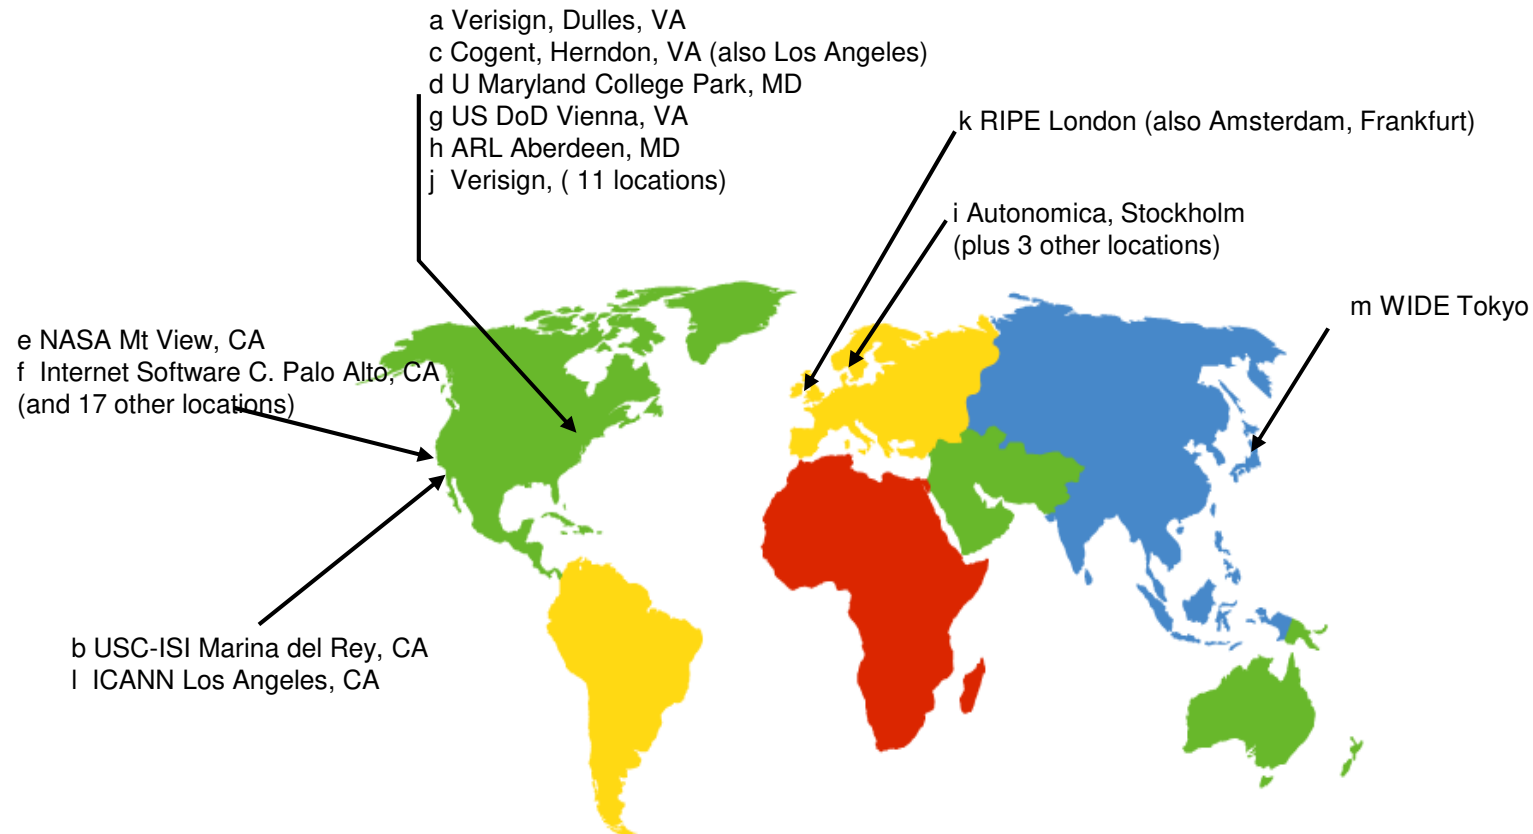 a Verisign, Dulles, VA
c Cogent, Herndon, VA (also Los Angeles)
d U Maryland College Park, MD
g US DoD Vienna, VA
h ARL Aberdeen, MD
j Verisign, ( 11 locations)
k RIPE London (also Amsterdam, Frankfurt)
i Autonomica, Stockholm
(plus 3 other locations)
m WIDE Tokyo
e NASA Mt View, CA
f Internet Software C. Palo Alto, CA
(and 17 other locations)
b USC-ISI Marina del Rey, CA
l ICANN Los Angeles, CA